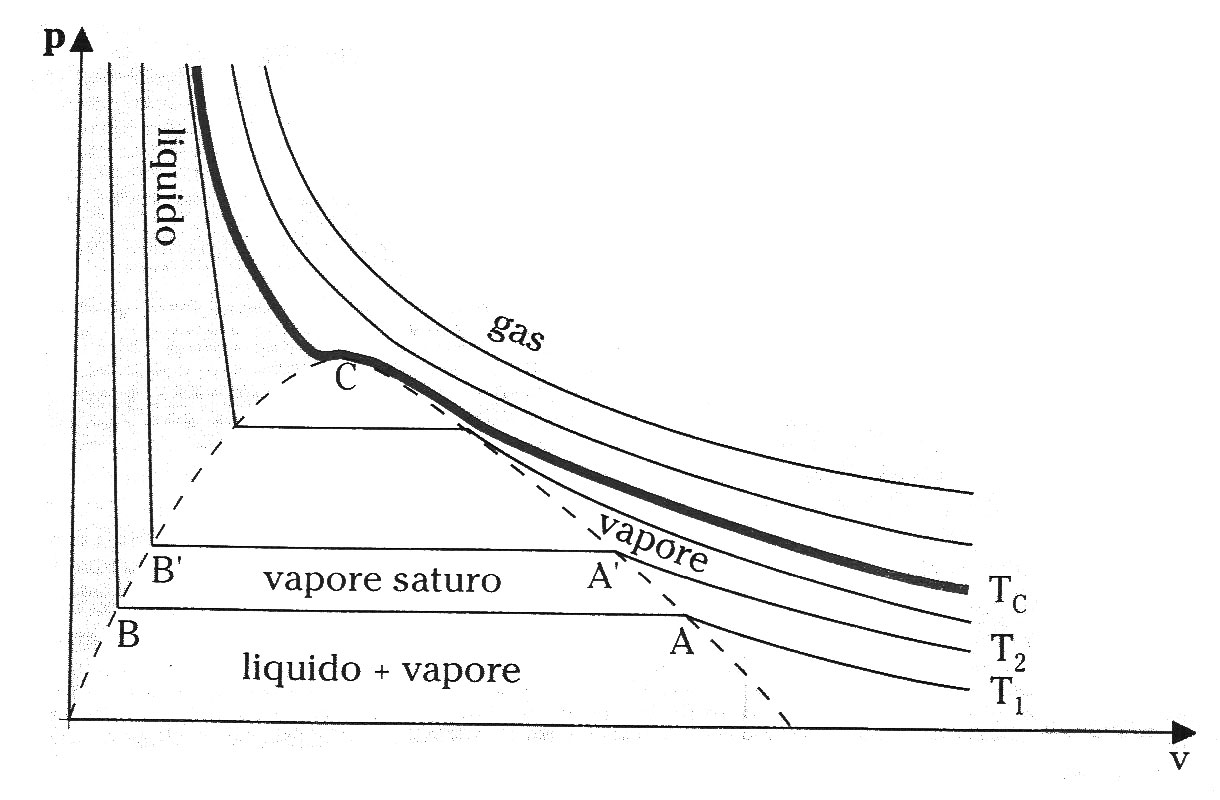 p
liquido
gas
C
vapore
B'
vapore saturo
A'
T_C
B
liquido + vapore
A
T_2
T_1
v